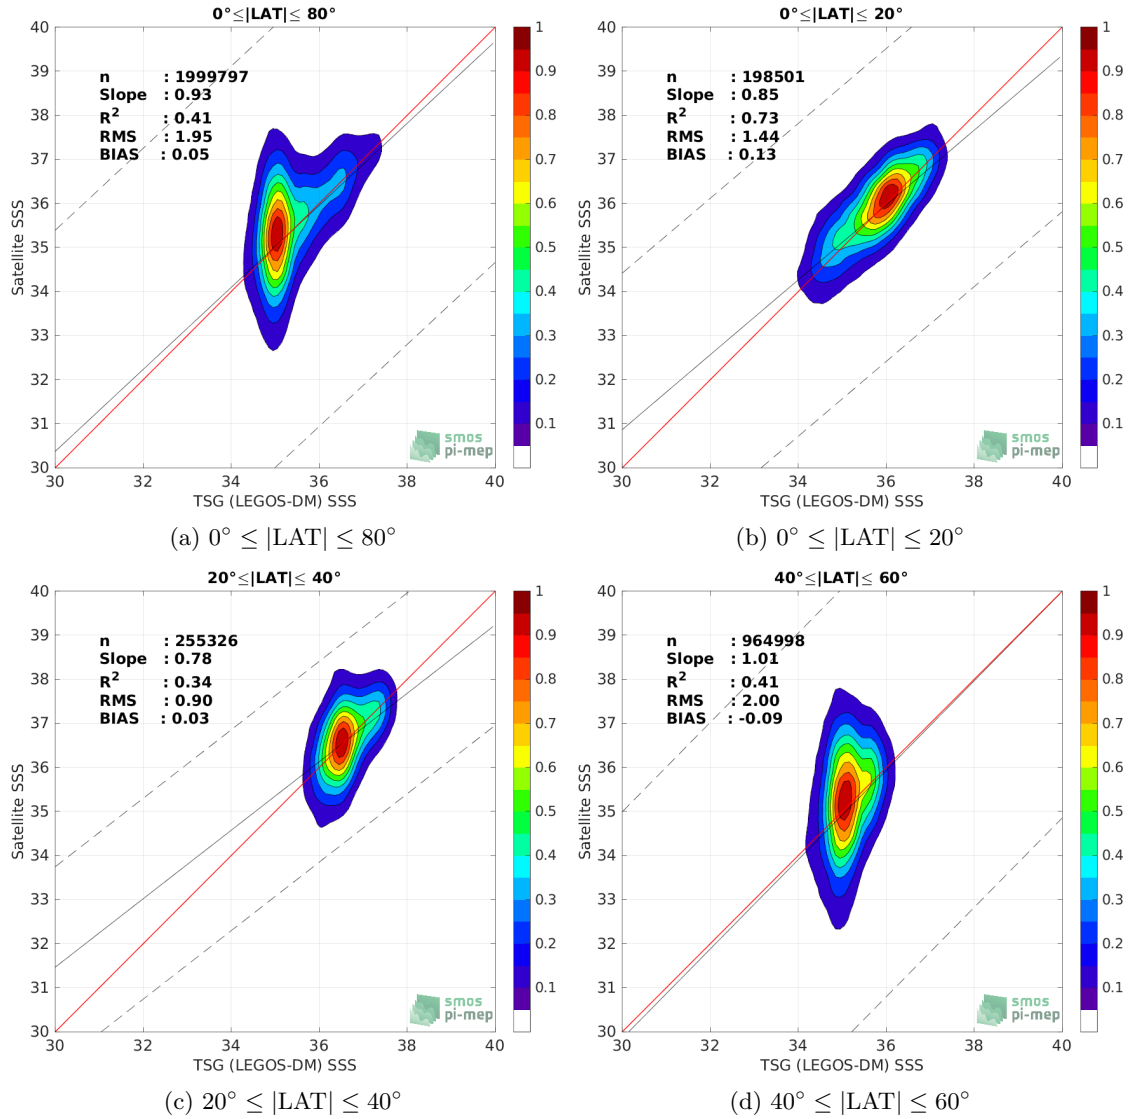 0°≤|LAT|≤ 80°
n : 1999797
Slope : 0.93
R² : 0.41
RMS : 1.95
BIAS : 0.05
Satellite SSS
40
39
38
37
36
35
34
33
32
31
30
30 32 34 36 38 40
TSG (LEGOS-DM) SSS
smos
pi-mep
1
0.9
0.8
0.7
0.6
0.5
0.4
0.3
0.2
0.1
(a) 0° ≤ |LAT| ≤ 80°
0°≤|LAT|≤ 20°
n : 198501
Slope : 0.85
R² : 0.73
RMS : 1.44
BIAS : 0.13
Satellite SSS
40
39
38
37
36
35
34
33
32
31
30
30 32 34 36 38 40
TSG (LEGOS-DM) SSS
smos
pi-mep
1
0.9
0.8
0.7
0.6
0.5
0.4
0.3
0.2
0.1
(b) 0° ≤ |LAT| ≤ 20°
20°≤|LAT|≤ 40°
n : 255326
Slope : 0.78
R² : 0.34
RMS : 0.90
BIAS : 0.03
Satellite SSS
40
39
38
37
36
35
34
33
32
31
30
30 32 34 36 38 40
TSG (LEGOS-DM) SSS
smos
pi-mep
1
0.9
0.8
0.7
0.6
0.5
0.4
0.3
0.2
0.1
(c) 20° ≤ |LAT| ≤ 40°
40°≤|LAT|≤ 60°
n : 964998
Slope : 1.01
R² : 0.41
RMS : 2.00
BIAS : -0.09
Satellite SSS
40
39
38
37
36
35
34
33
32
31
30
30 32 34 36 38 40
TSG (LEGOS-DM) SSS
smos
pi-mep
1
0.9
0.8
0.7
0.6
0.5
0.4
0.3
0.2
0.1
(d) 40° ≤ |LAT| ≤ 60°